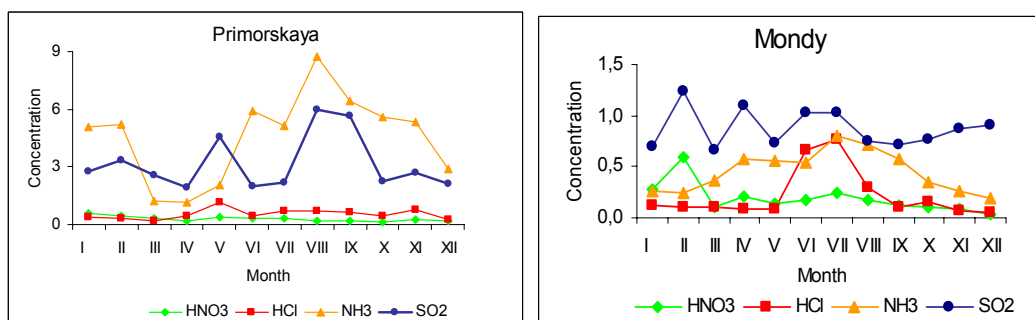 Primorskaya
9
6
3
0
Concentration
I II III IV V VI VII VIII IX X XI XII
Month
HNO3 HCl NH3 SO2
Mondy
1,5
1,0
0,5
0,0
Concentration
I II III IV V VI VII VIII IX X XI XII
Month
HNO3 HCl NH3 SO2